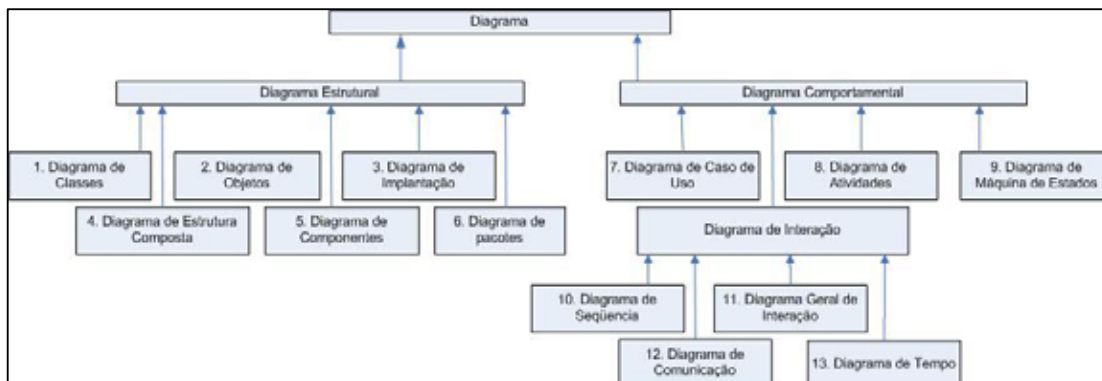 Diagrama
Diagrama Estrutural
Diagrama Comportamental
1. Diagrama de
Classes
2. Diagrama de
Objetos
3. Diagrama de
Implantação
4. Diagrama de Estrutura
Composta
5. Diagrama de
Componentes
6. Diagrama de
pacotes
7. Diagrama de Caso de
Uso
8. Diagrama de
Atividades
9. Diagrama de
Máquina de Estados
Diagrama de Interação
10. Diagrama de
Seqüencia
11. Diagrama Geral de
Interação
12. Diagrama de
Comunicação
13. Diagrama de Tempo